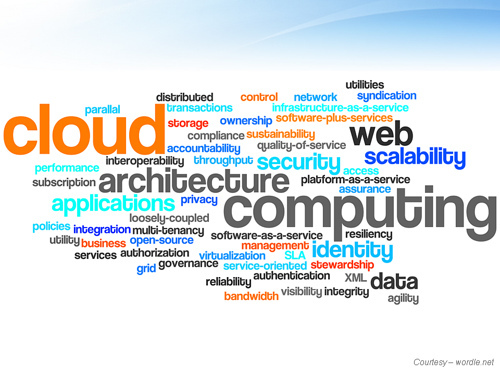 utilities
distributed control network syndication
parallal transactions infrastructure-as-a-service
cloud storage ownership software-plus-services
compliance sustainability web
accountability quality-of-service
interoperability throughput security scalability
performance access
subscription architecture platform-as-a-service
assurance
applications privacy computing
loosely-coupled
policies integration multi-tenancy software-as-a-service resiliency
utility business open-source management identity
services authorization virtualization SLA
grid governance service-oriented stewardship
authentication XML data
reliability
bandwidth visibility integrity agility
Courtesy – wordle.net